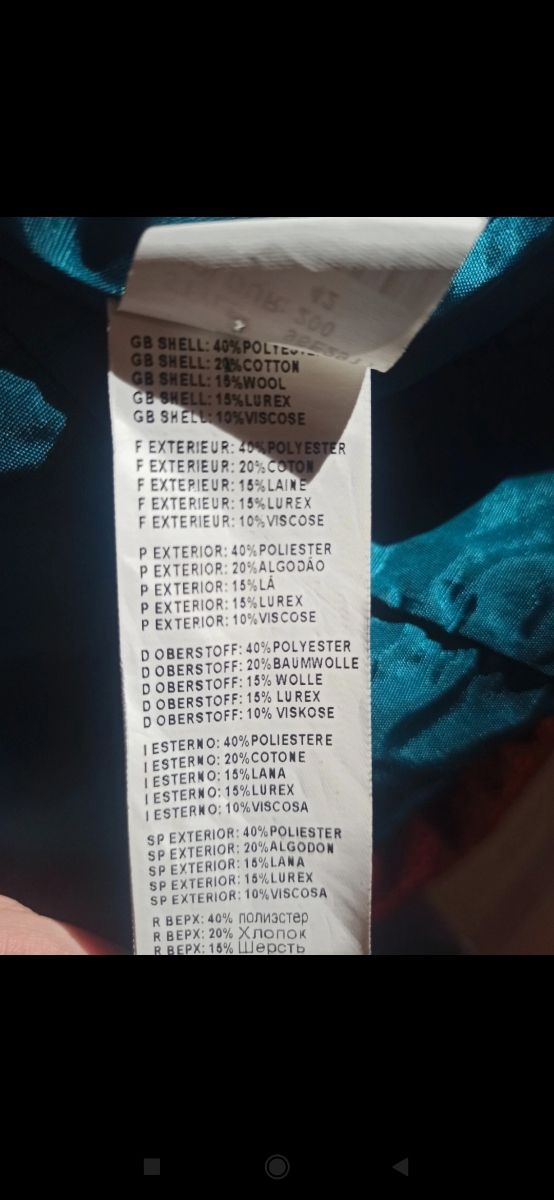 GB SHELL: 40%POLYESTER
GB SHELL: 20%COTTON
GB SHELL: 15%WOOL
GB SHELL: 15%LUREX
GB SHELL: 10%VISCOSE
F EXTERIEUR: 40%POLYESTER
F EXTERIEUR: 20%COTON
F EXTERIEUR: 15%LAINE
F EXTERIEUR: 15%LUREX
F EXTERIEUR: 10%VISCOSE
P EXTERIOR: 40%POLIESTER
P EXTERIOR: 20%ALGODÃO
P EXTERIOR: 15%LÃ
P EXTERIOR: 15%LUREX
P EXTERIOR: 10%VISCOSE
D OBERSTOFF: 40%POLYESTER
D OBERSTOFF: 20%BAUMWOLLE
D OBERSTOFF: 15% WOLLE
D OBERSTOFF: 15% LUREX
D OBERSTOFF: 10% VISKOSE
I ESTERNO: 40%POLIESTERE
I ESTERNO: 20%COTONE
I ESTERNO: 15%LANA
I ESTERNO: 15%LUREX
I ESTERNO: 10%VISCOSA
SP EXTERIOR: 40%POLIESTER
SP EXTERIOR: 20%ALGODON
SP EXTERIOR: 15%LANA
SP EXTERIOR: 15%LUREX
SP EXTERIOR: 10%VISCOSA
R ВЕРХ: 40% полиэстер
R ВЕРХ: 20% Хлопок
R ВЕРХ: 15% Шерсть